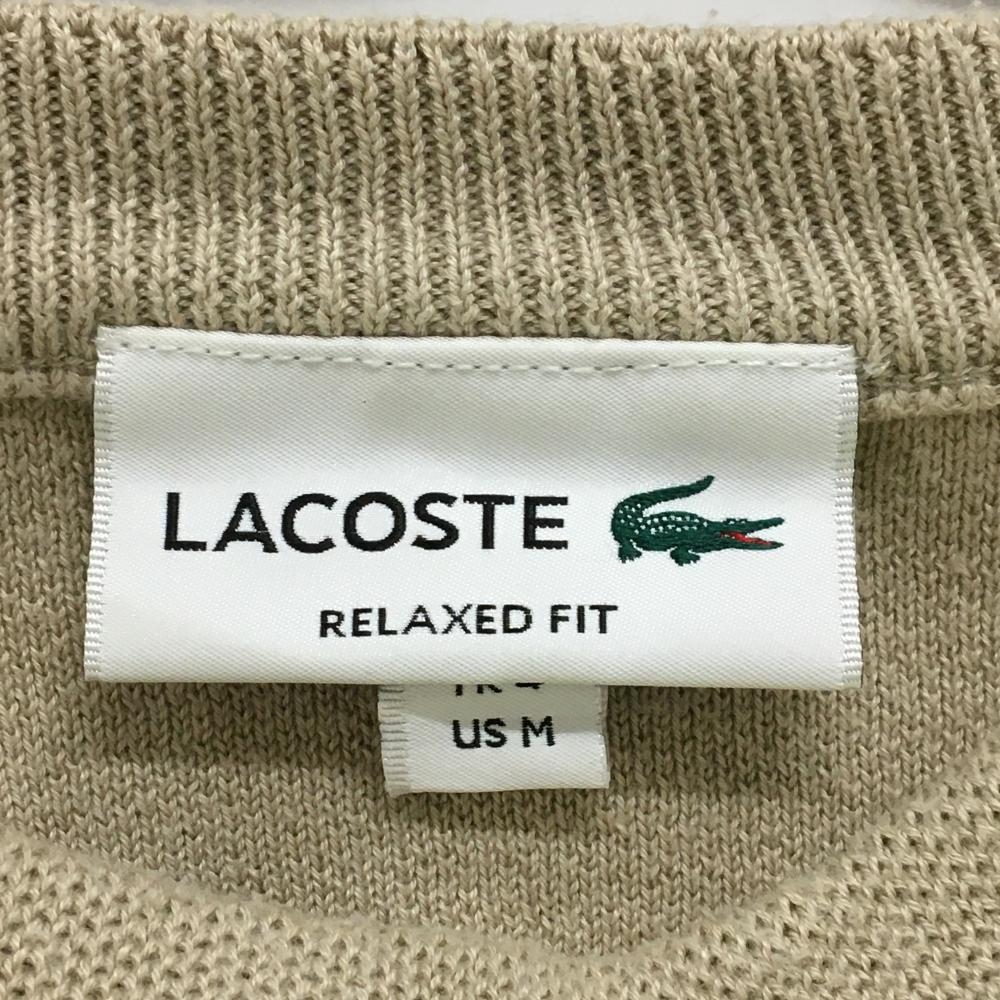 LACOSTE
RELAXED FIT
US M